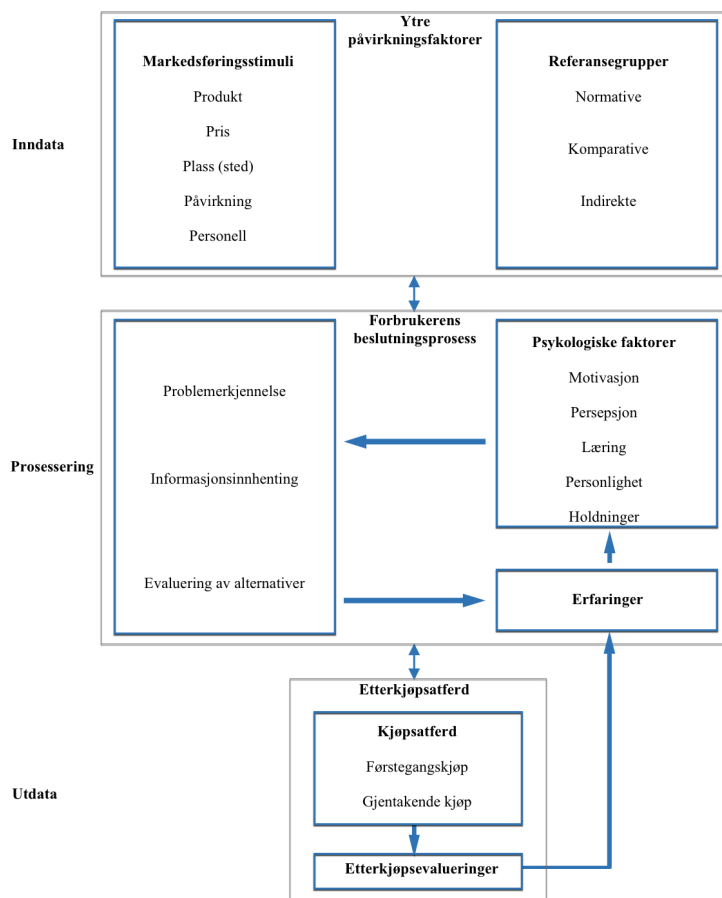 Ytre
påvirkningsfaktorer
Inndata
Markedsføringsstimuli
Produkt
Pris
Plass (sted)
Påvirkning
Personell
Referansegrupper
Normative
Komparative
Indirekte
Forbrukerens
beslutningsprosess
Prosessering
Problemerkjennelse
Informasjonsinnhenting
Evaluering av alternativer
Psykologiske faktorer
Motivasjon
Persepsjon
Læring
Personlighet
Holdninger
Erfaringer
Etterkjøpsatferd
Utdata
Kjøpsatferd
Førstegangskjøp
Gjentakende kjøp
Etterkjøpsevalueringer